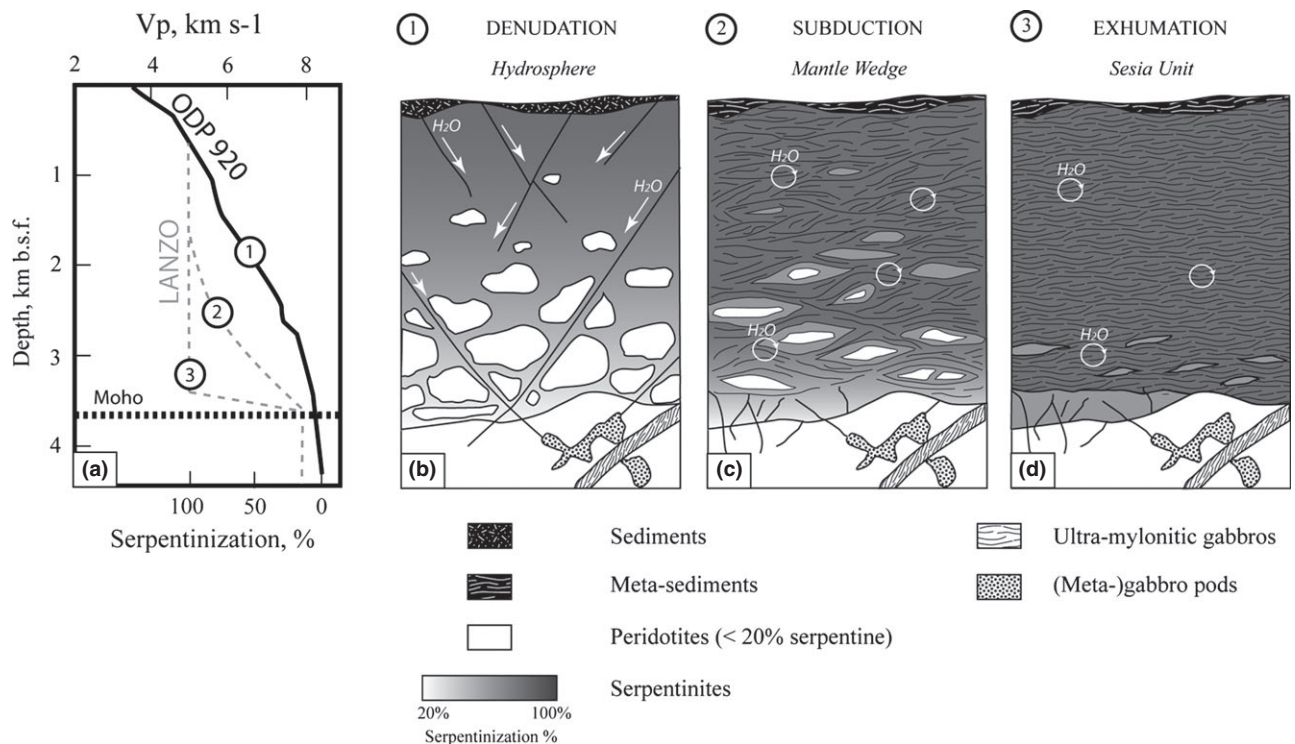 Vp, km s-1
2 4 6 8
ODP 920
LANZO
1
2
3
Moho
Depth, km b.s.f.
1
2
3
4
(a)
100 50 0
Serpentinization, %
1 DENUDATION
Hydrosphere
H2O
H2O
(b)
2 SUBDUCTION
Mantle Wedge
H2O
H2O
(c)
3 EXHUMATION
Sesia Unit
H2O
H2O
(d)
Sediments
Meta-sediments
Peridotites (< 20% serpentine)
Serpentinites
20% 100%
Serpentinization %
Ultra-mylonitic gabbros
(Meta-)gabbro pods